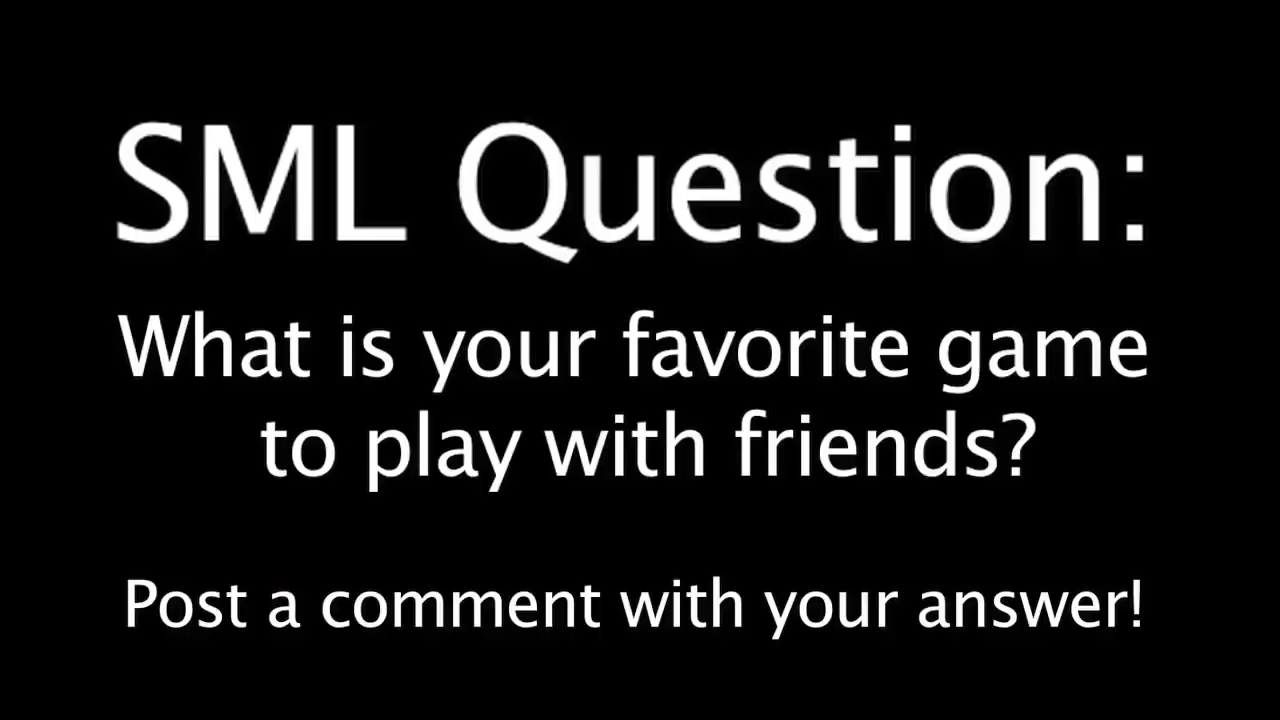 SML Question:
What is your favorite game
to play with friends?
Post a comment with your answer!